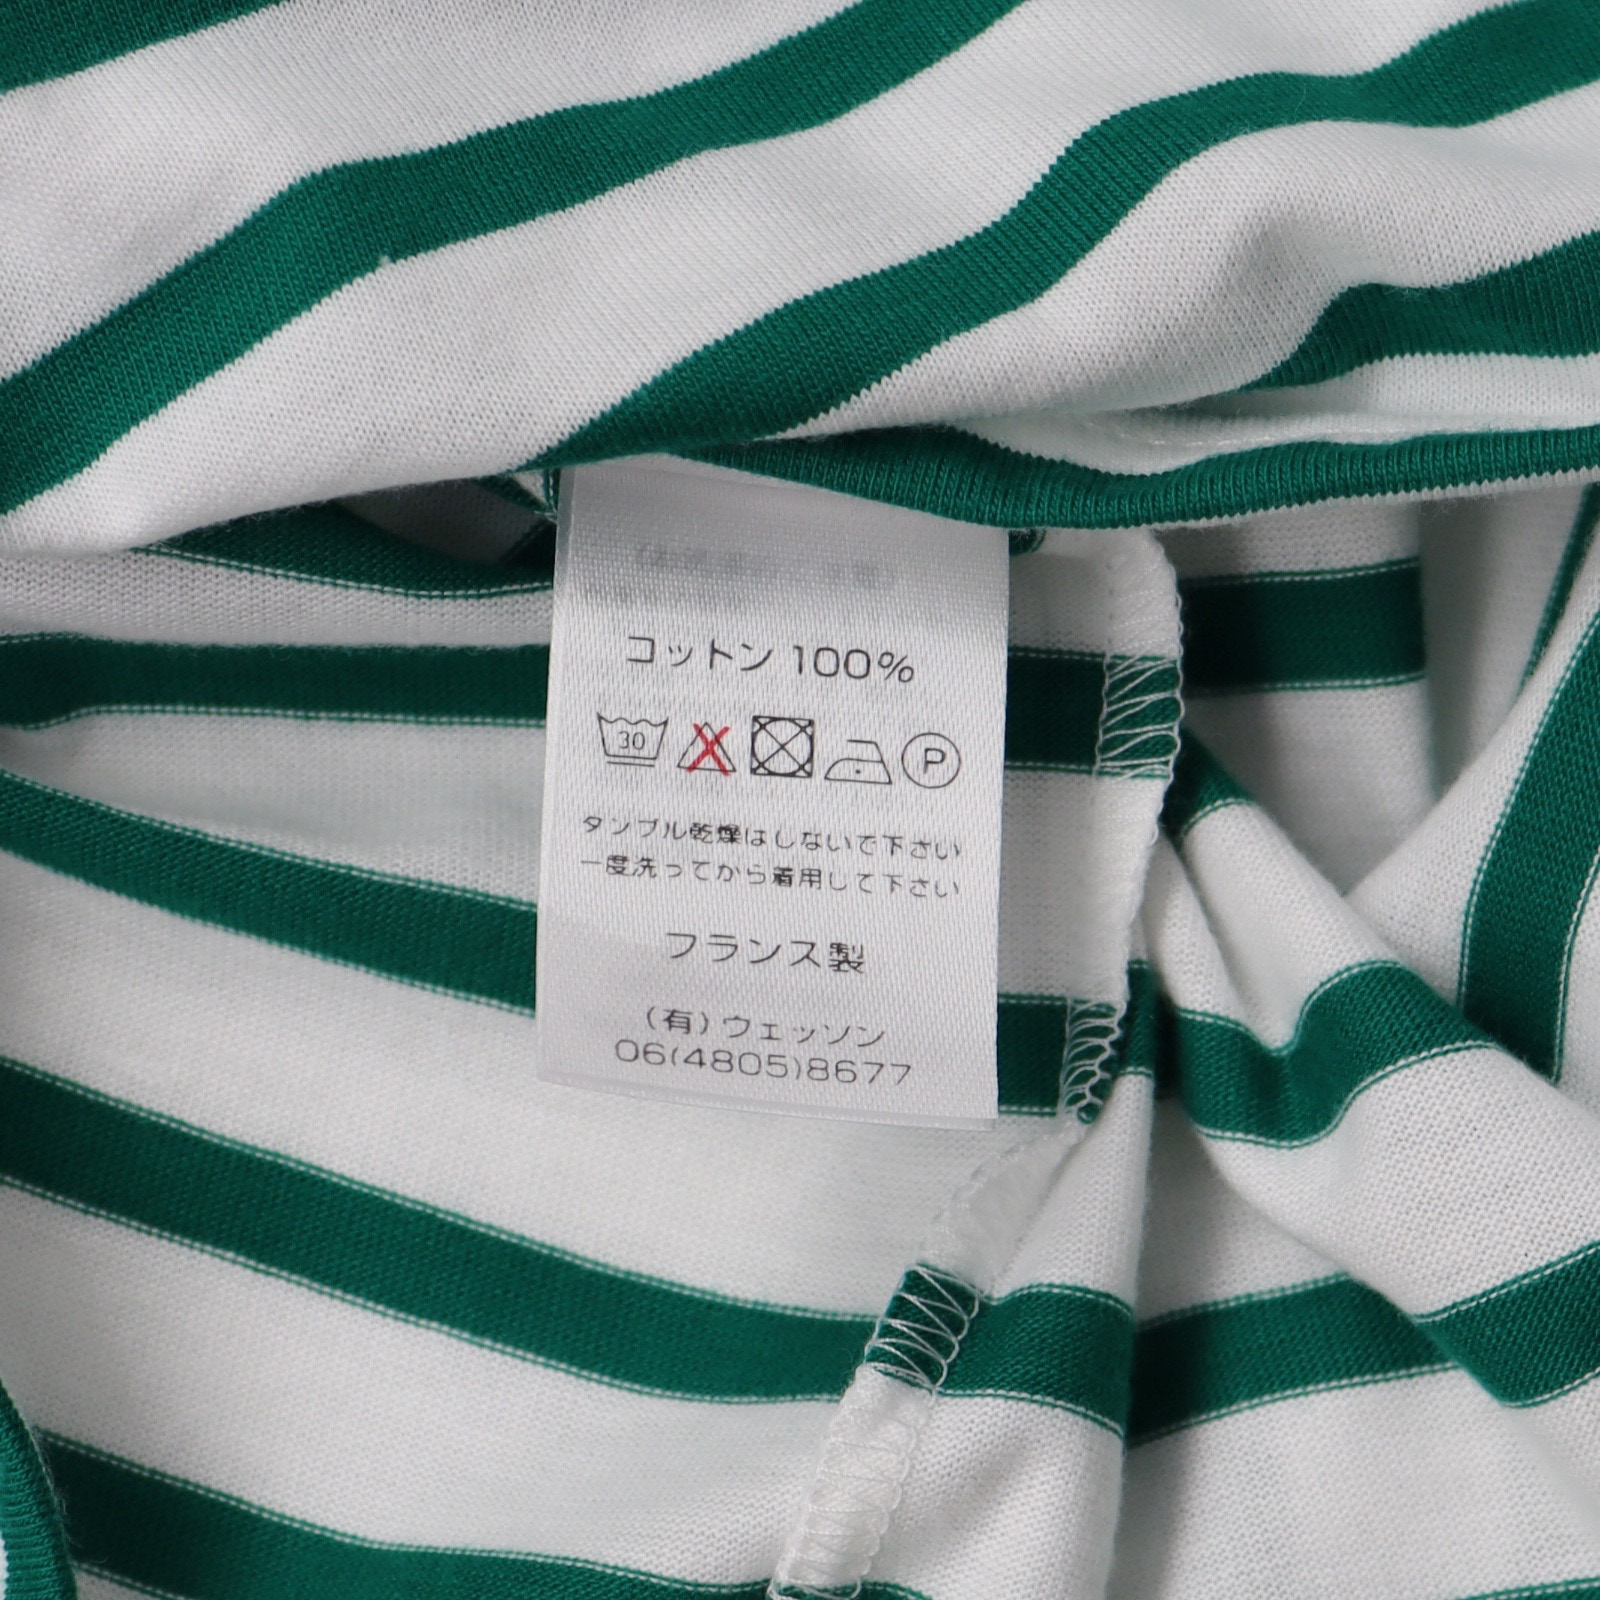 コットン 100%
30 P
タンブル乾燥はしないで下さい
一度洗ってから着用して下さい
フランス製
(有)ウェッソン
06(4805)8677